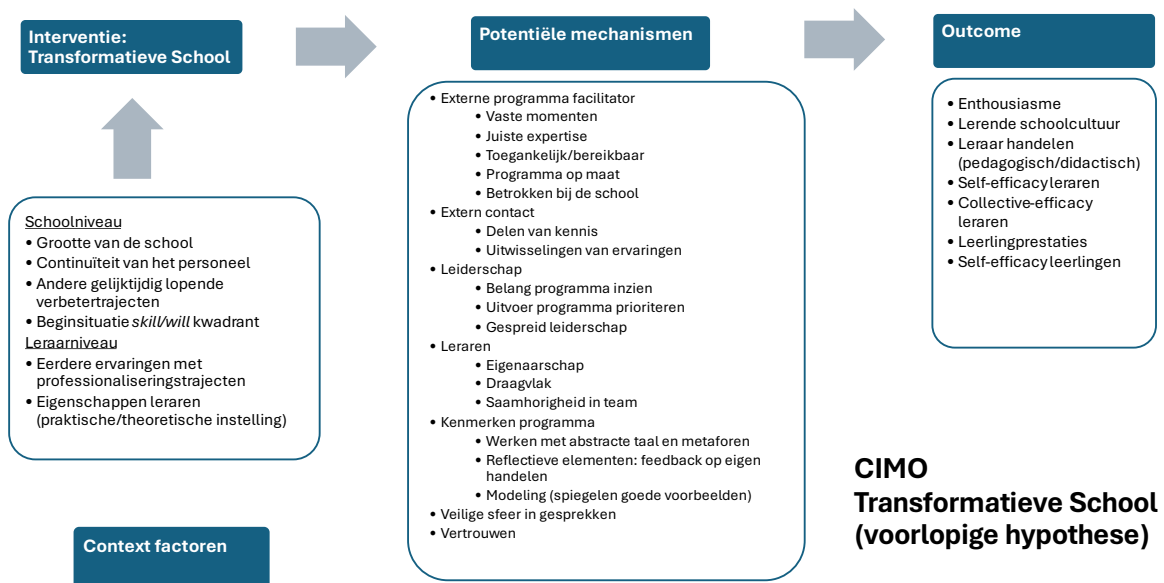 Interventie:
Transformatieve School
Potentiële mechanismen
Outcome
Schoolniveau
• Grootte van de school
• Continuïteit van het personeel
• Andere gelijktijdig lopende
verbetertrajecten
• Beginsituatie skill/will kwadrant
Leraarniveau
• Eerdere ervaringen met
professionaliseringstrajecten
• Eigenschappen leraren
(praktische/theoretische instelling)
Context factoren
• Externe programma facilitator
• Vaste momenten
• Juiste expertise
• Toegankelijk/bereikbaar
• Programma op maat
• Betrokken bij de school
• Extern contact
• Delen van kennis
• Uitwisselingen van ervaringen
• Leiderschap
• Belang programma inzien
• Uitvoer programma prioriteren
• Gespreid leiderschap
• Leraren
• Eigenaarschap
• Draagvlak
• Saamhorigheid in team
• Kenmerken programma
• Werken met abstracte taal en metaforen
• Reflectieve elementen: feedback op eigen
handelen
• Modeling (spiegelen goede voorbeelden)
• Veilige sfeer in gesprekken
• Vertrouwen
• Enthousiasme
• Lerende schoolcultuur
• Leraar handelen
(pedagogisch/didactisch)
• Self-efficacy leraren
• Collective-efficacy
leraren
• Leerlingprestaties
• Self-efficacy leerlingen
CIMO
Transformatieve School
(voorlopige hypothese)